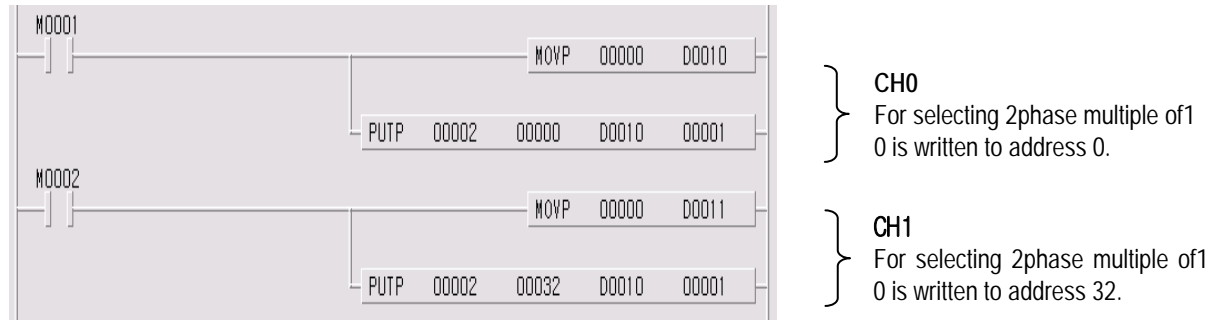 M0001
MOVP 00000 D0010
PUTP 00002 00000 D0010 00001
CH0
For selecting 2phase multiple of1
0 is written to address 0.
M0002
MOVP 00000 D0011
PUTP 00002 00032 D0010 00001
CH1
For selecting 2phase multiple of1
0 is written to address 32.